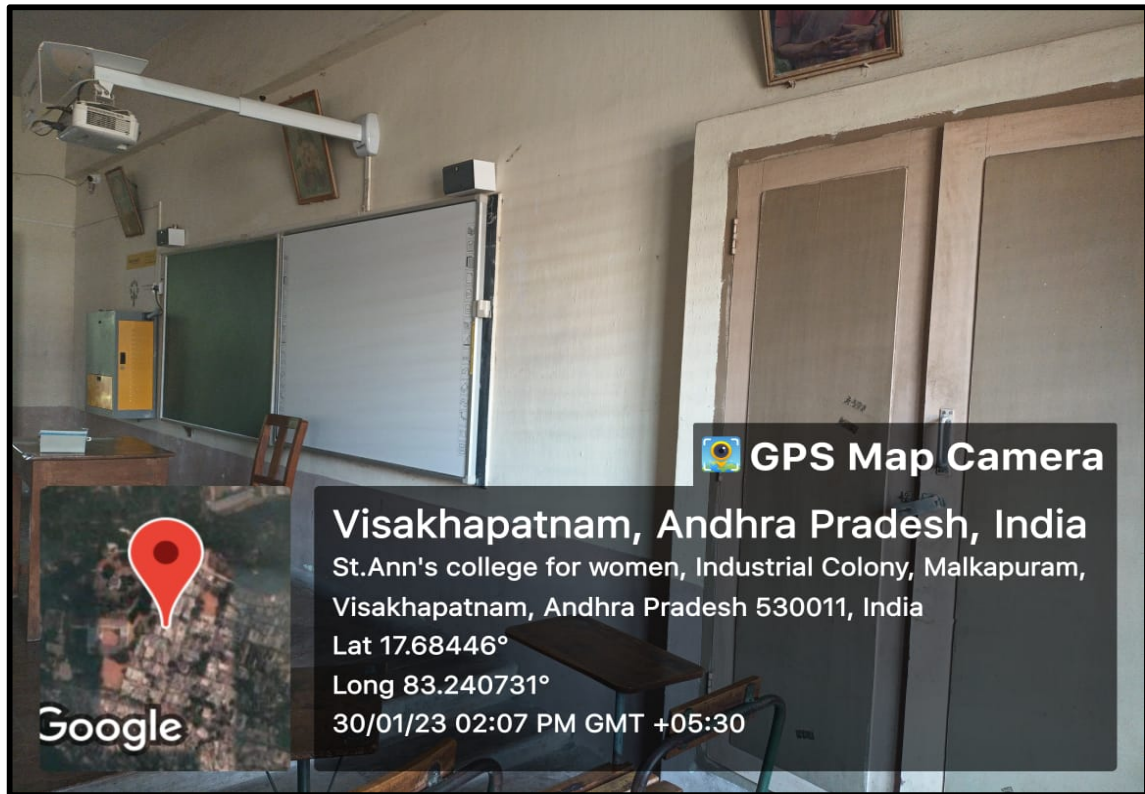 GPS Map Camera
Visakhapatnam, Andhra Pradesh, India
St.Ann's college for women, Industrial Colony, Malkapuram,
Visakhapatnam, Andhra Pradesh 530011, India
Lat 17.68446°
Long 83.240731°
30/01/23 02:07 PM GMT +05:30
Google